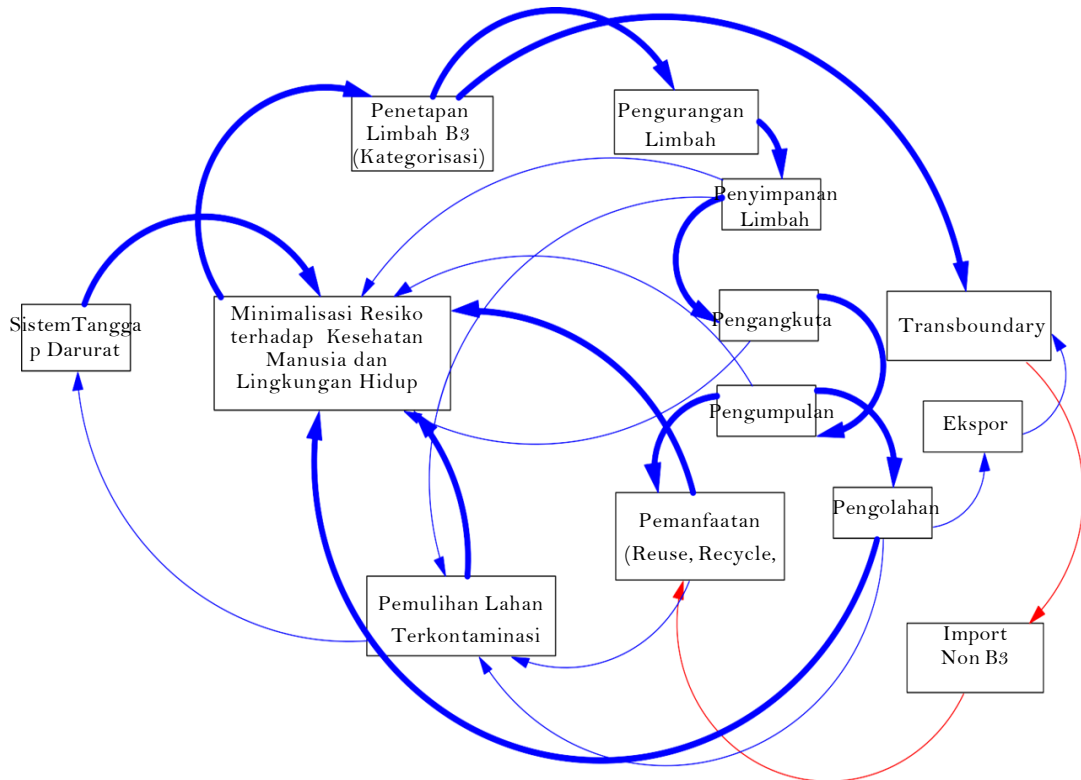 Penetapan
Limbah B3
(Kategorisasi)
Pengurangan
Limbah
Penyimpanan
Limbah
SistemTangga
p Darurat
Minimalisasi Resiko
terhadap Kesehatan
Manusia dan
Lingkungan Hidup
Pengangkuta
Transboundary
Pengumpulan
Ekspor
Pengolahan
Pemanfaatan
(Reuse, Recycle,
Pemulihan Lahan
Terkontaminasi
Import
Non B3